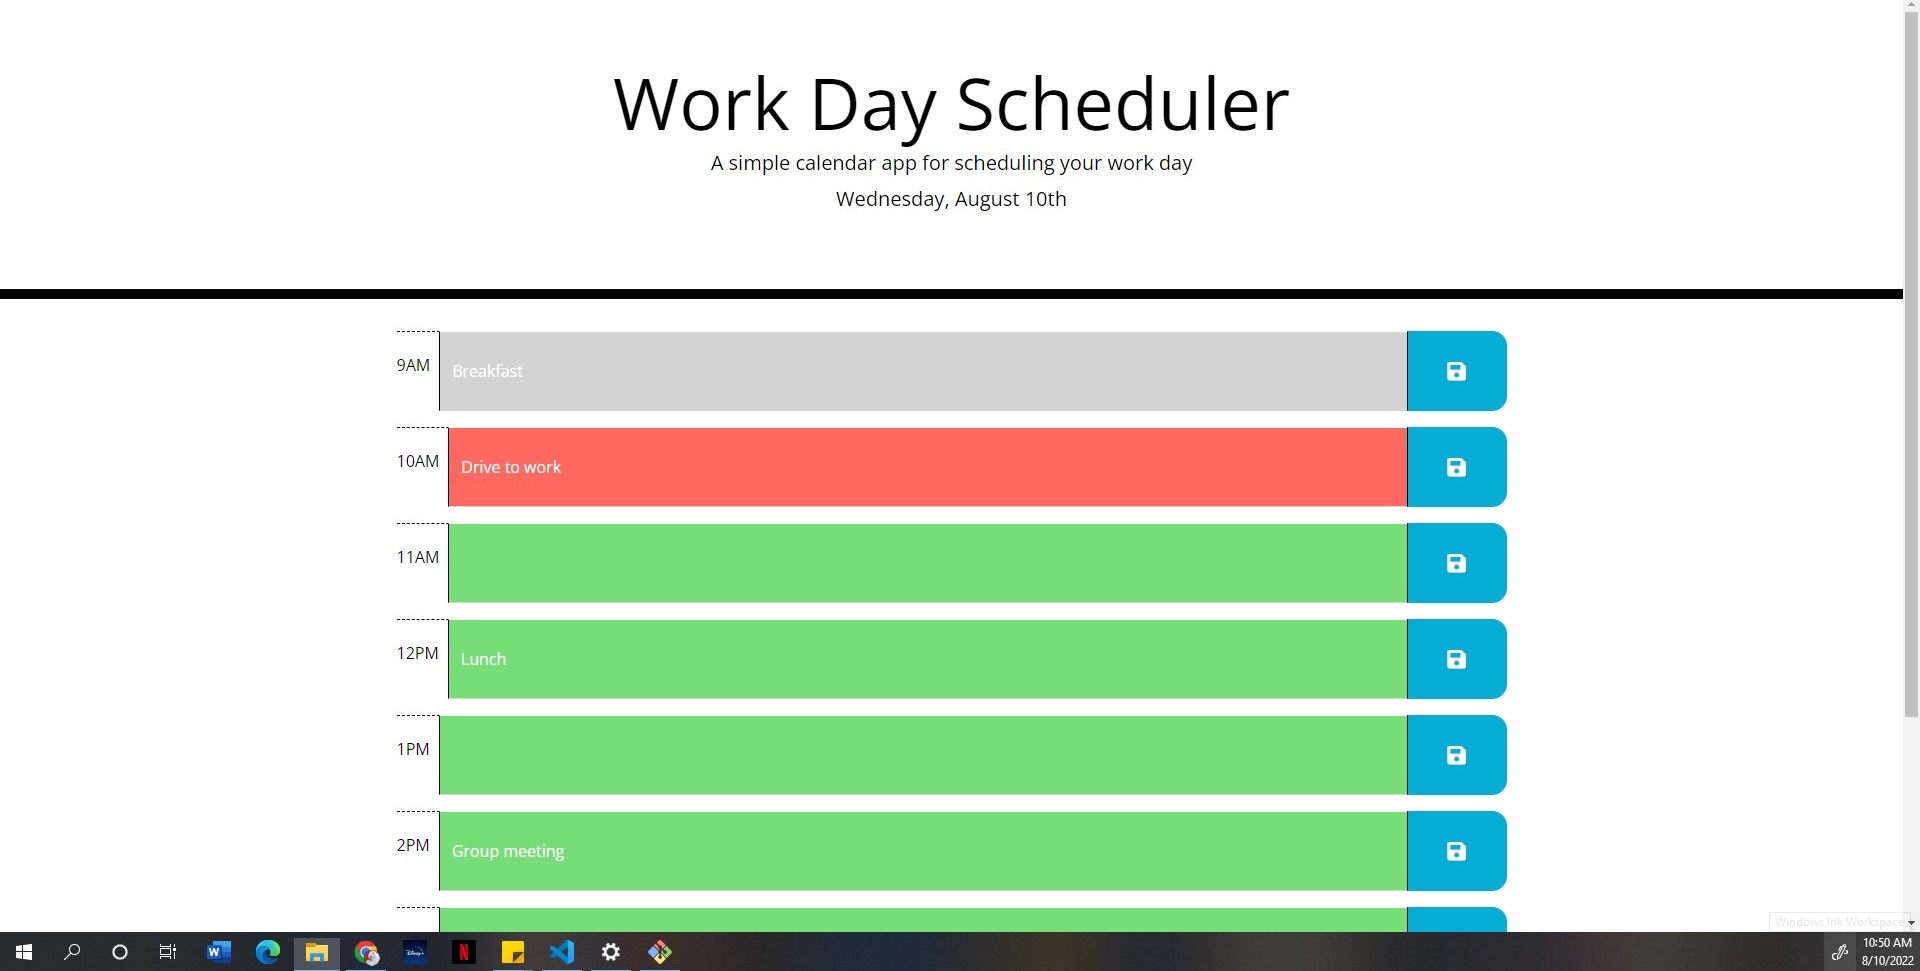 Work Day Scheduler
A simple calendar app for scheduling your work day
Wednesday, August 10th
9AM Breakfast
10AM Drive to work
11AM
12PM Lunch
1PM
2PM Group meeting
Windows Ink Workspace
W Disney+ N
10:50 AM
8/10/2022